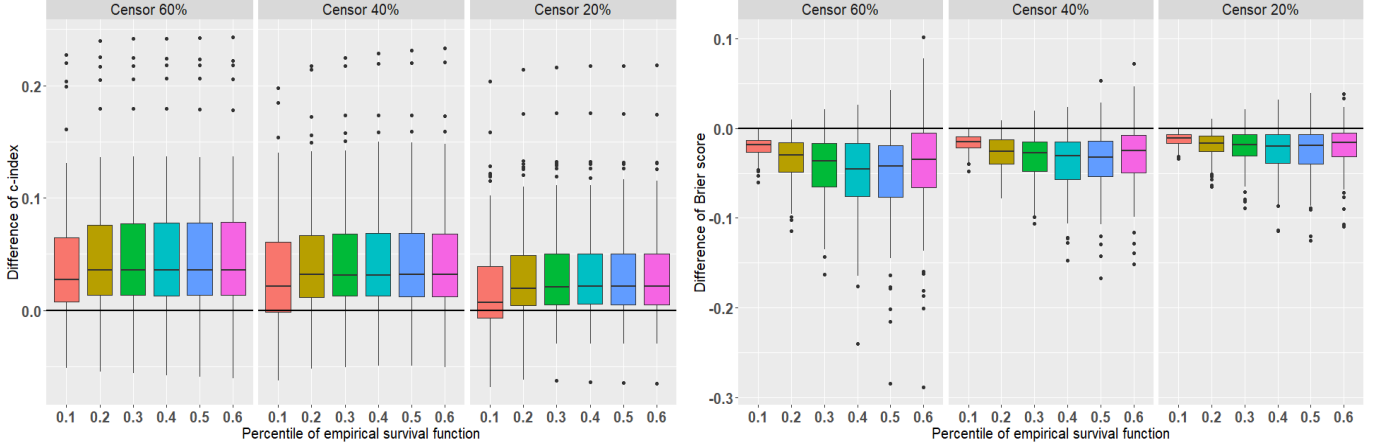 Censor 60% Censor 40% Censor 20%
Difference of c-index
0.2
0.1
0.0
0.1 0.2 0.3 0.4 0.5 0.6 0.1 0.2 0.3 0.4 0.5 0.6 0.1 0.2 0.3 0.4 0.5 0.6
Percentile of empirical survival function
Censor 60% Censor 40% Censor 20%
Difference of Brier score
0.1
0.0
-0.1
-0.2
-0.3
0.1 0.2 0.3 0.4 0.5 0.6 0.1 0.2 0.3 0.4 0.5 0.6 0.1 0.2 0.3 0.4 0.5 0.6
Percentile of empirical survival function